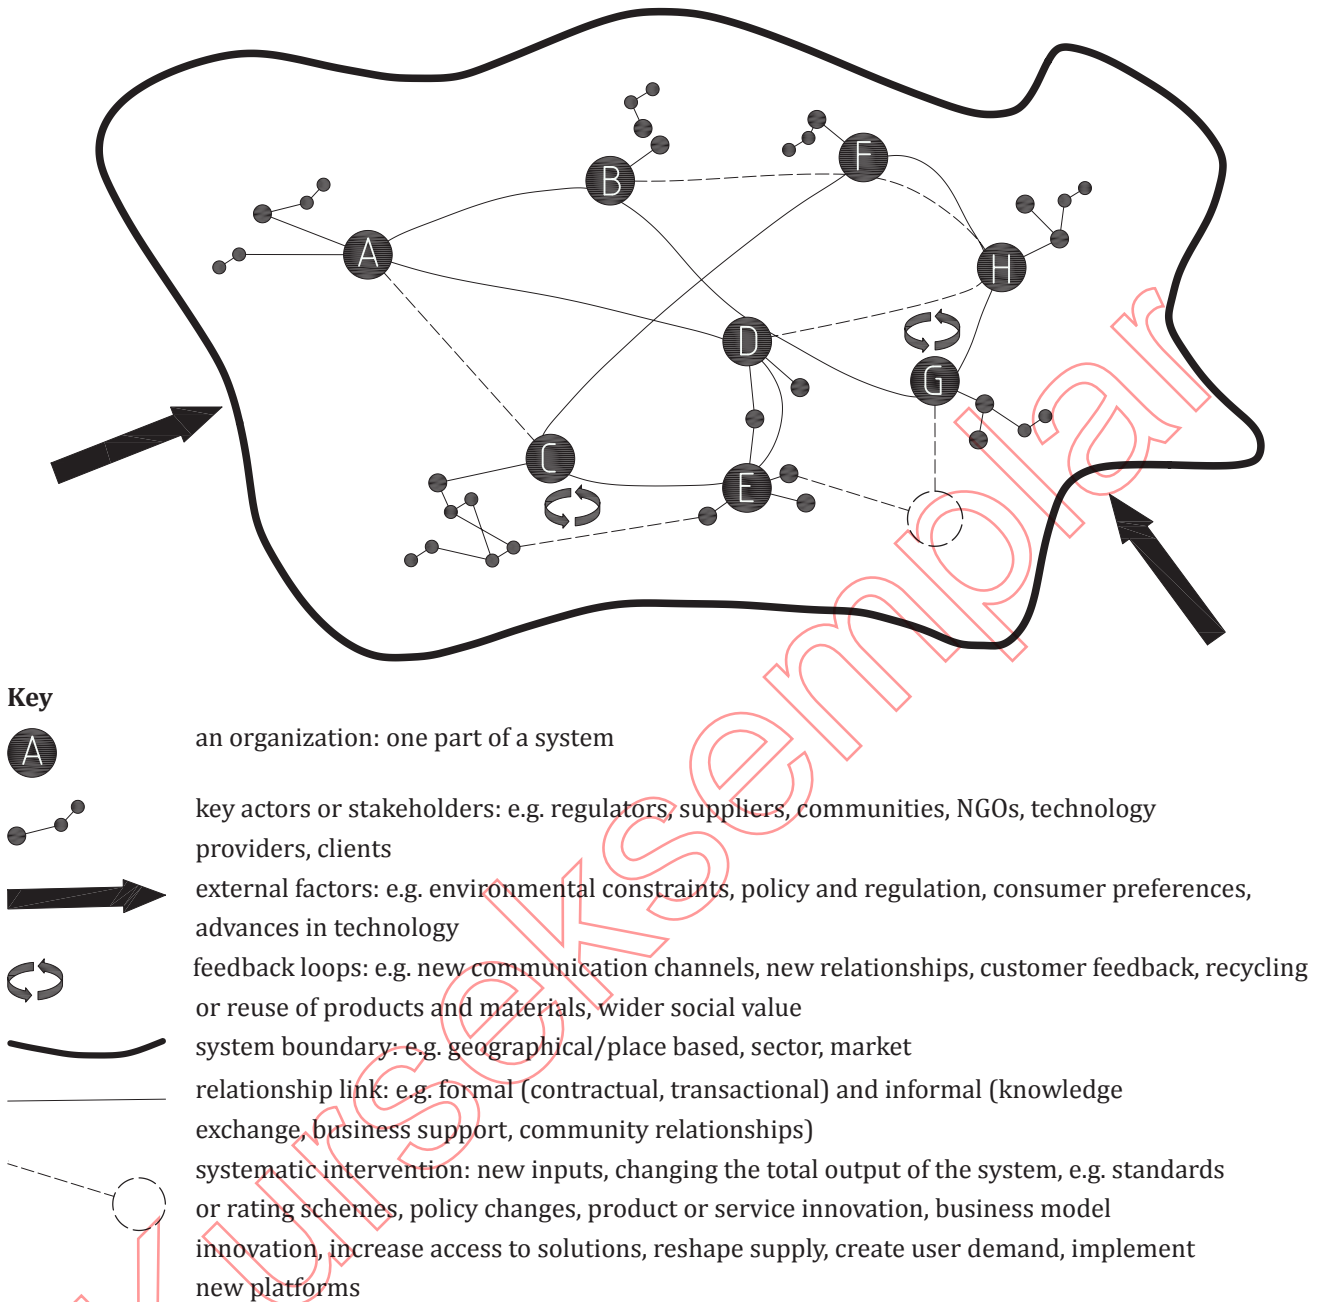 B
F
A
H
D
G
C
E
Key
A
an organization: one part of a system
key actors or stakeholders: e.g. regulators, suppliers, communities, NGOs, technology
providers, clients
external factors: e.g. environmental constraints, policy and regulation, consumer preferences,
advances in technology
feedback loops: e.g. new communication channels, new relationships, customer feedback, recycling
or reuse of products and materials, wider social value
system boundary: e.g. geographical/place based, sector, market
relationship link: e.g. formal (contractual, transactional) and informal (knowledge
exchange, business support, community relationships)
systematic intervention: new inputs, changing the total output of the system, e.g. standards
or rating schemes, policy changes, product or service innovation, business model
innovation, increase access to solutions, reshape supply, create user demand, implement
new platforms
urseksemplar